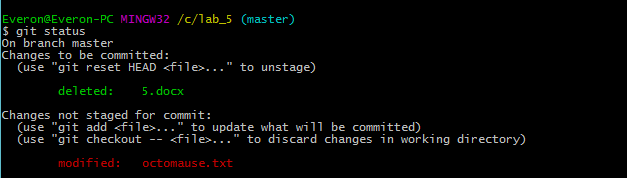 Everon@Everon-PC MINGW32 /c/lab_5 (master)
$ git status
On branch master
Changes to be committed:
  (use "git reset HEAD <file>..." to unstage)
        deleted:    5.docx
Changes not staged for commit:
  (use "git add <file>..." to update what will be committed)
  (use "git checkout -- <file>..." to discard changes in working directory)
        modified:   octomause.txt